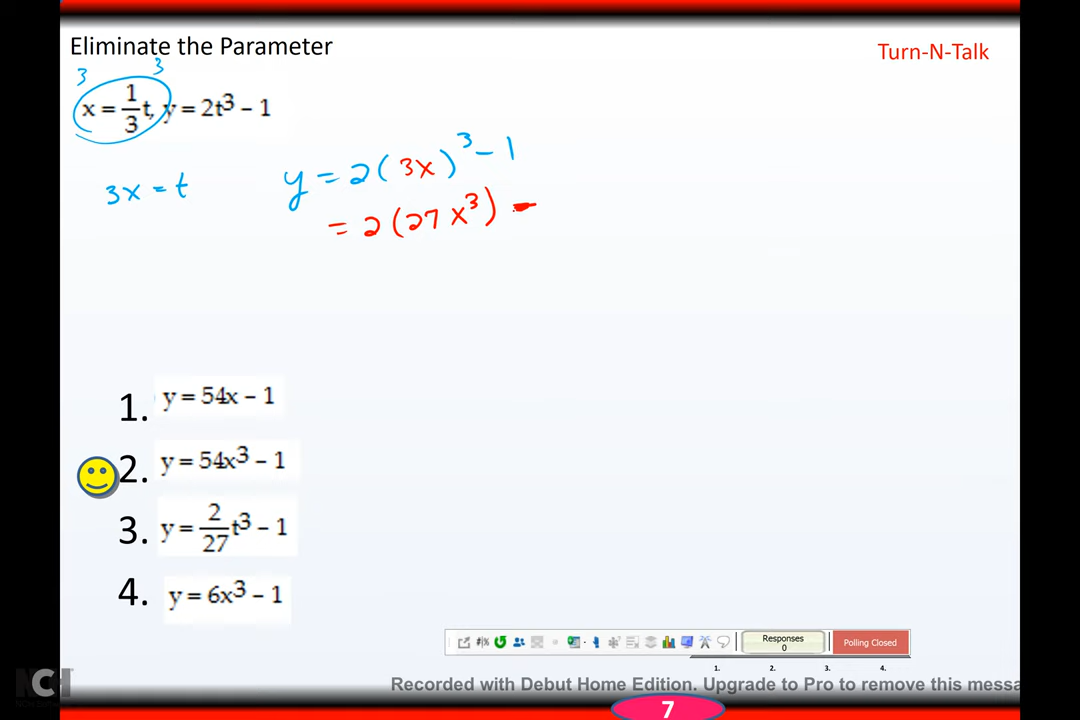 Eliminate the Parameter
Turn-N-Talk
3 3
x = 1/3 t, y = 2t³ – 1
3x = t
y = 2(3x)³ – 1
= 2(27x³) -
1. y = 54x – 1
2. y = 54x³ – 1
3. y = 2/27 t³ – 1
4. y = 6x³ – 1
Responses
0
Polling Closed
1. 2. 3. 4.
NCH
Recorded with Debut Home Edition. Upgrade to Pro to remove this messa
7